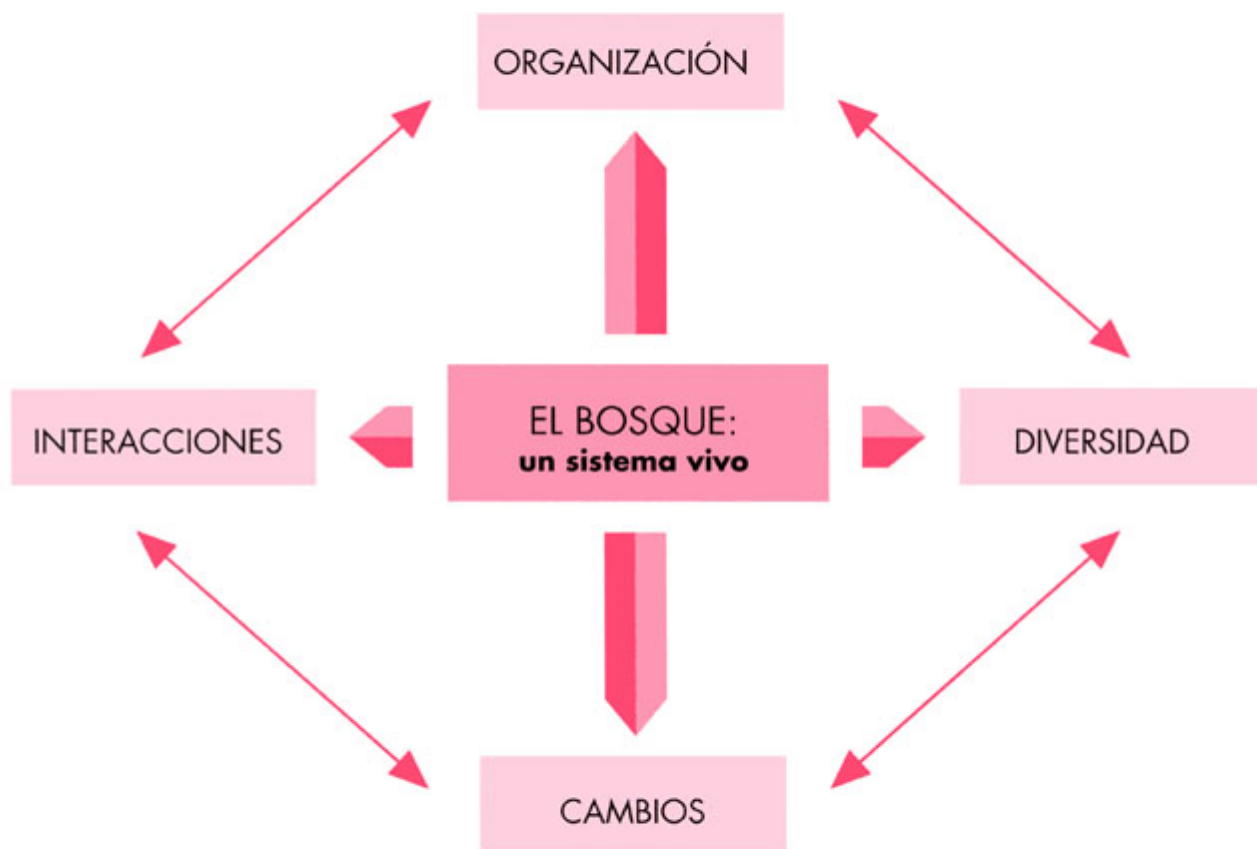 ORGANIZACIÓN
INTERACCIONES
EL BOSQUE:
un sistema vivo
DIVERSIDAD
CAMBIOS